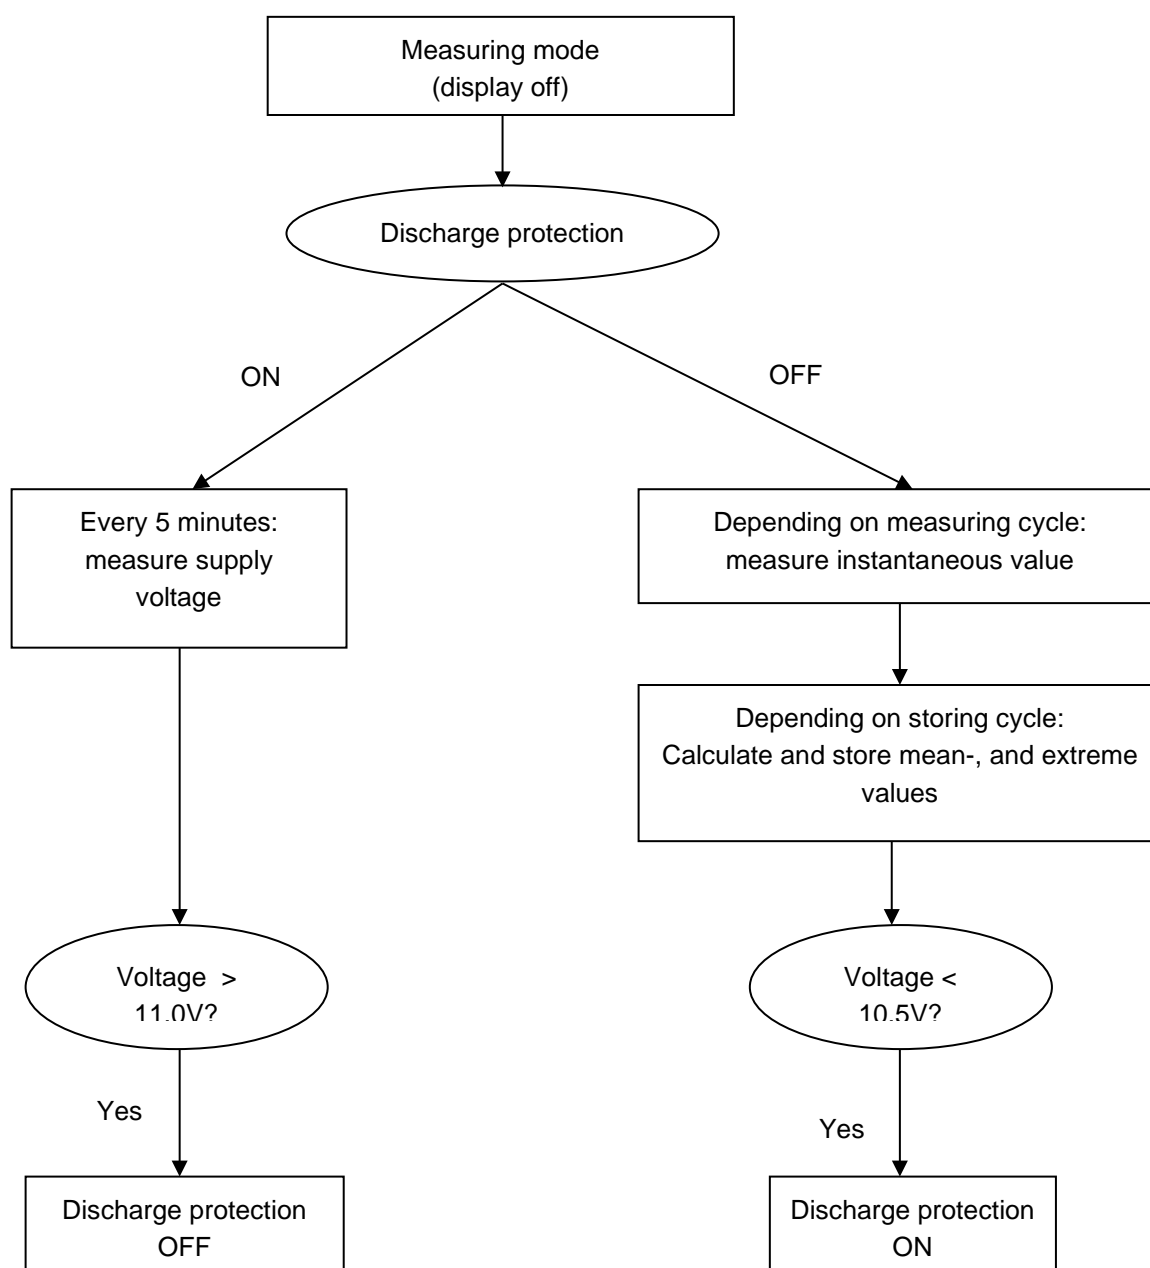 Measuring mode
(display off)
Discharge protection
ON
OFF
Every 5 minutes:
measure supply
voltage
Depending on measuring cycle:
measure instantaneous value
Depending on storing cycle:
Calculate and store mean-, and extreme
values
Voltage >
11.0V?
Voltage <
10.5V?
Yes
Yes
Discharge protection
OFF
Discharge protection
ON